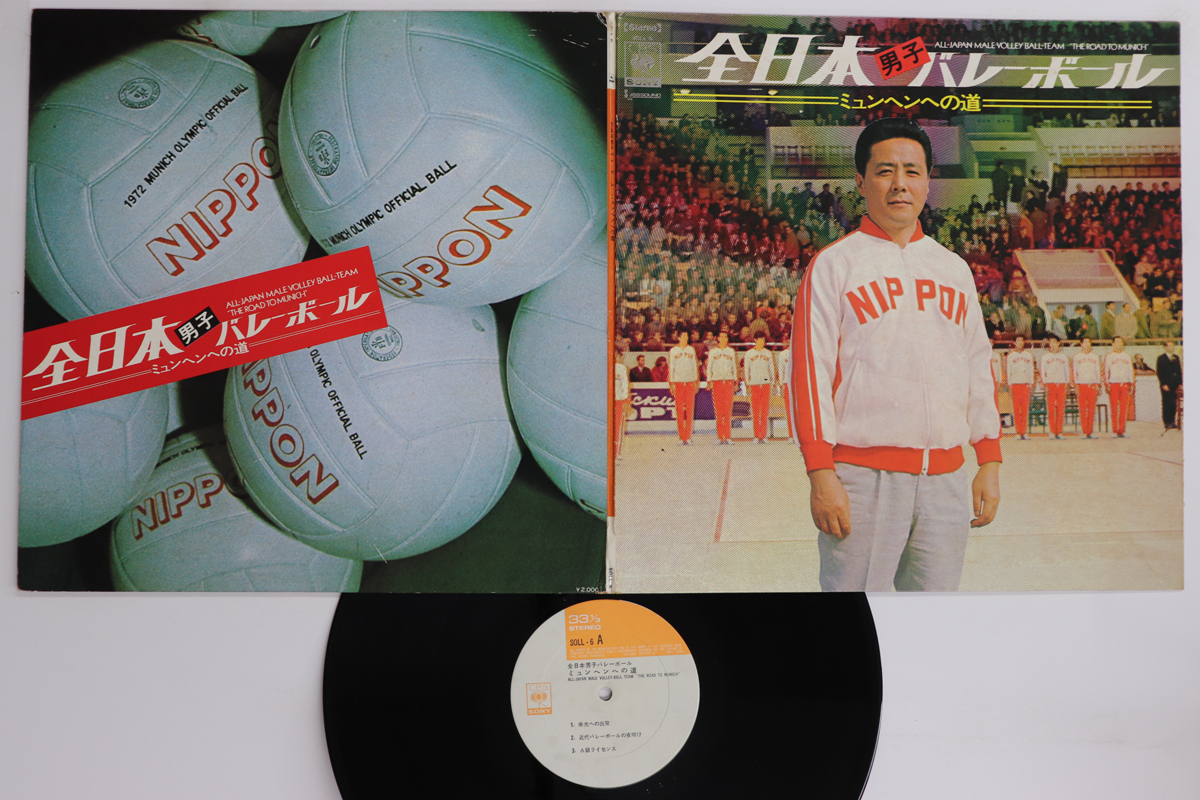 1972 MUNICH OLYMPIC OFFICIAL BALL
NIPPON
MUNICH OLYMPIC OFFICIAL BALL
NIPPON
ALL-JAPAN MALE VOLLEY BALL-TEAM
"THE ROAD TO MUNICH"
全日本男子バレーボール
ミュンヘンへの道
OLYMPIC OFFICIAL BALL
NIPPON
NIPPO
¥2,000
Stereo
CBS
SONY
全日本男子バレーボール
ALL-JAPAN MALE VOLLEY BALL-TEAM "THE ROAD TO MUNICH"
ミュンヘンへの道
NIPPON
33⅓
STEREO
SOLL-6 A
全日本男子バレーボール
ミュンヘンへの道
ALL-JAPAN MALE VOLLEY-BALL TEAM "THE ROAD TO MUNICH"
CBS
SONY
1. 栄光への出発
2. 近代バレーボールの夜明け
3. A級ライセンス